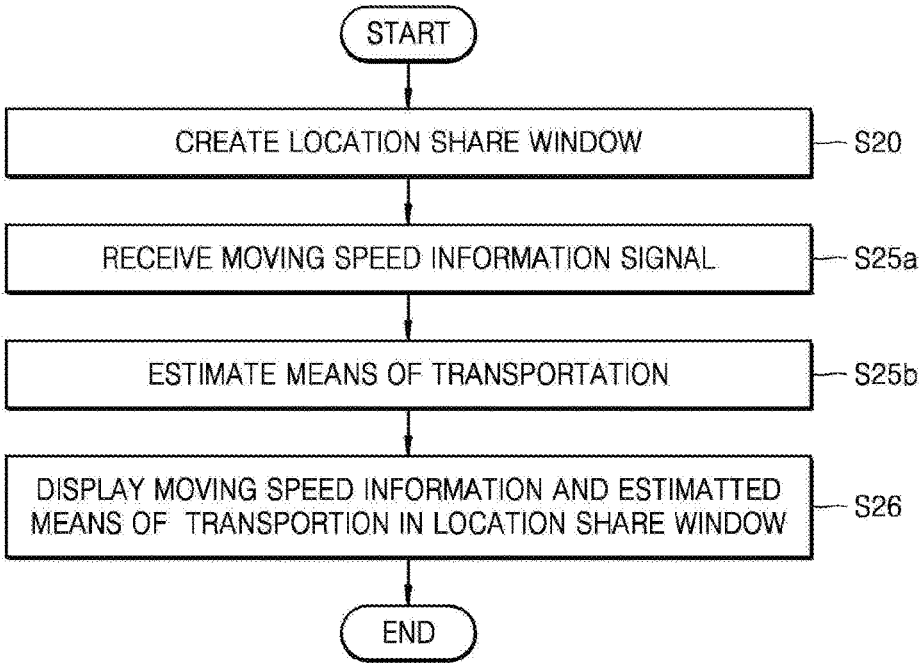 START
CREATE LOCATION SHARE WINDOW
S20
RECEIVE MOVING SPEED INFORMATION SIGNAL
S25a
ESTIMATE MEANS OF TRANSPORTATION
S25b
DISPLAY MOVING SPEED INFORMATION AND ESTIMATTED
MEANS OF TRANSPORTION IN LOCATION SHARE WINDOW
S26
END